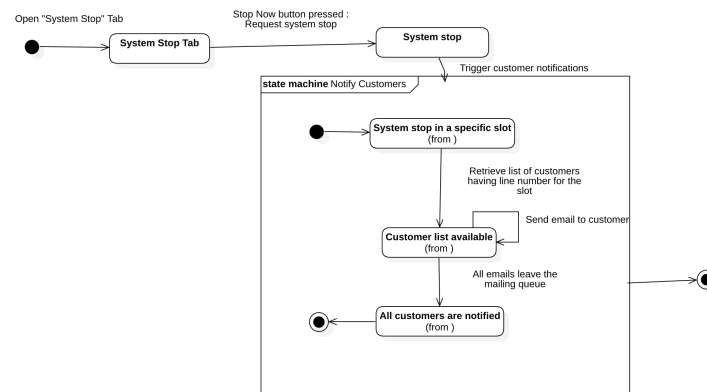 Open "System Stop" Tab
Stop Now button pressed :
Request system stop
System Stop Tab
System stop
Trigger customer notifications
state machine Notify Customers
System stop in a specific slot
(from )
Retrieve list of customers
having line number for the
slot
Send email to customer
Customer list available
(from )
All emails leave the
mailing queue
All customers are notified
(from )